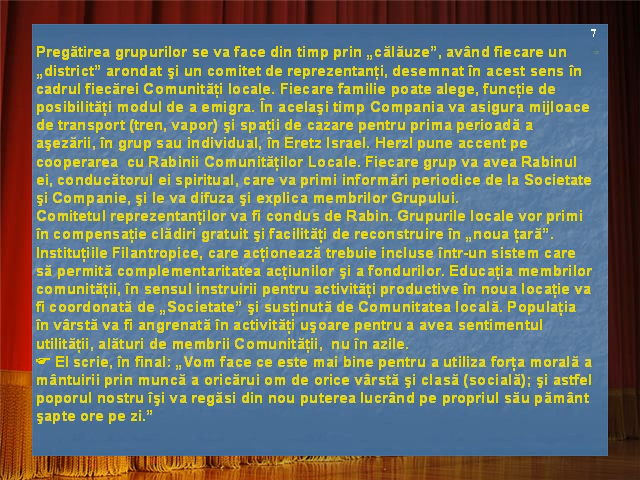 7
Pregătirea grupurilor se va face din timp prin „călăuze”, având fiecare un
„district” arondat şi un comitet de reprezentanţi, desemnat în acest sens în
cadrul fiecărei Comunităţi locale. Fiecare familie poate alege, funcţie de
posibilităţi modul de a emigra. În acelaşi timp Compania va asigura mijloace
de transport (tren, vapor) şi spaţii de cazare pentru prima perioadă a
aşezării, în grup sau individual, în Eretz Israel. Herzl pune accent pe
cooperarea cu Rabinii Comunităţilor Locale. Fiecare grup va avea Rabinul
ei, conducătorul ei spiritual, care va primi informări periodice de la Societate
şi Companie, şi le va difuza şi explica membrilor Grupului.
Comitetul reprezentanţilor va fi condus de Rabin. Grupurile locale vor primi
în compensaţie clădiri gratuit şi facilităţi de reconstruire în „noua ţară”.
Instituţiile Filantropice, care acţionează trebuie incluse într-un sistem care
să permită complementaritatea acţiunilor şi a fondurilor. Educaţia membrilor
comunităţii, în sensul instruirii pentru activităţi productive în noua locaţie va
fi coordonată de „Societate” şi susţinută de Comunitatea locală. Populaţia
în vârstă va fi angrenată în activităţi uşoare pentru a avea sentimentul
utilităţii, alături de membrii Comunităţii, nu în azile.
☞ El scrie, în final: „Vom face ce este mai bine pentru a utiliza forţa morală a
mântuirii prin muncă a oricărui om de orice vârstă şi clasă (socială); şi astfel
poporul nostru îşi va regăsi din nou puterea lucrând pe propriul său pământ
şapte ore pe zi.”